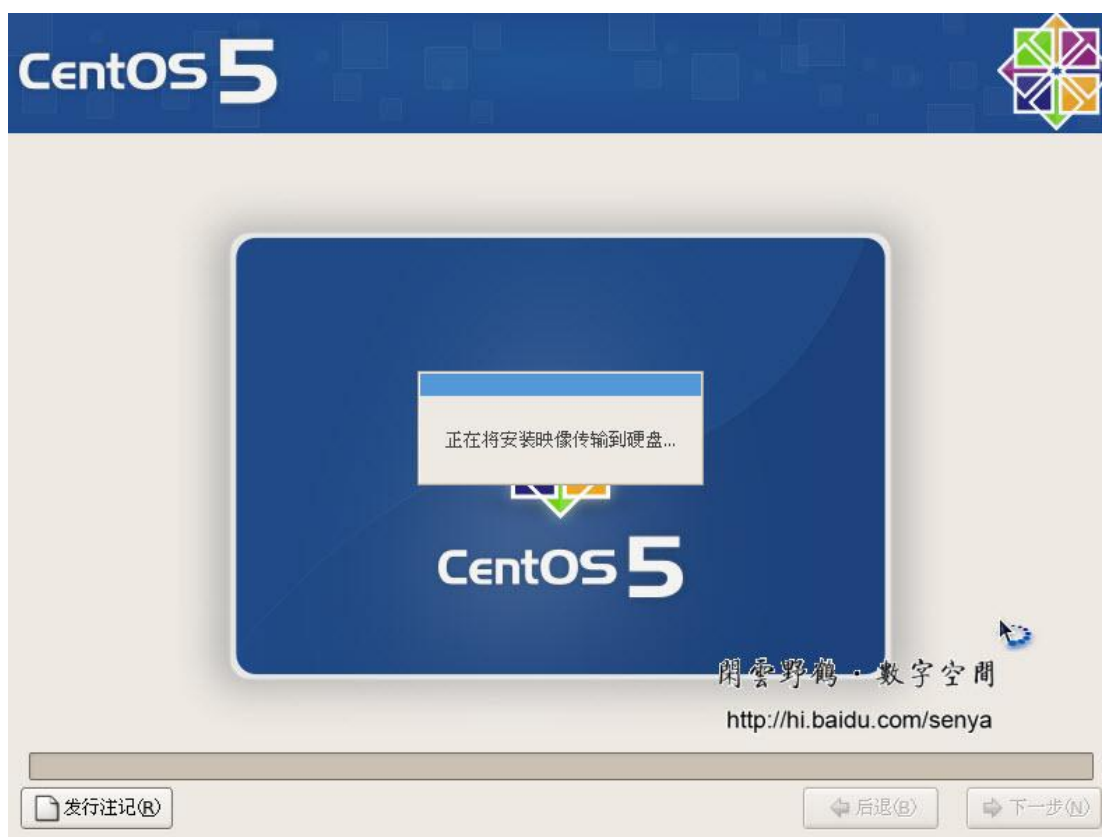 CentOS 5
正在将安装映像传输到硬盘...
CentOS 5
閑雲野鶴·數字空間
http://hi.baidu.com/senya
发行注记(R)
后退(B)
下一步(N)